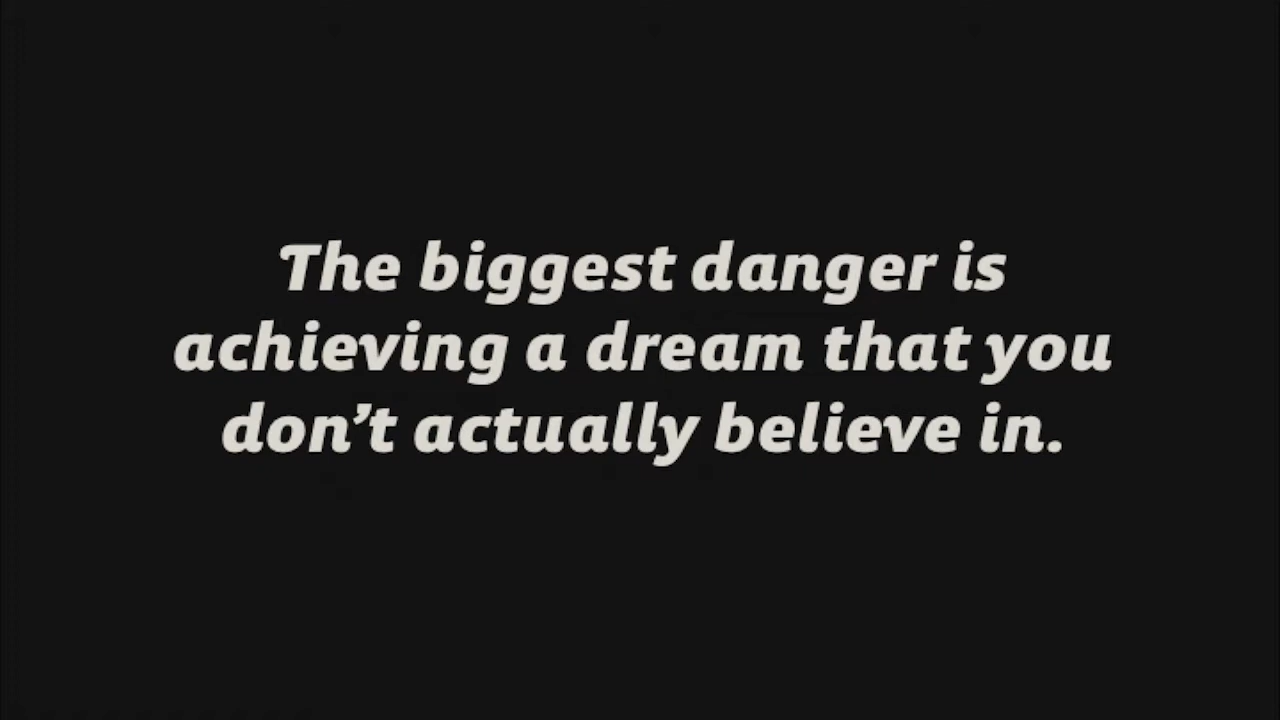 The biggest danger is
achieving a dream that you
don’t actually believe in.